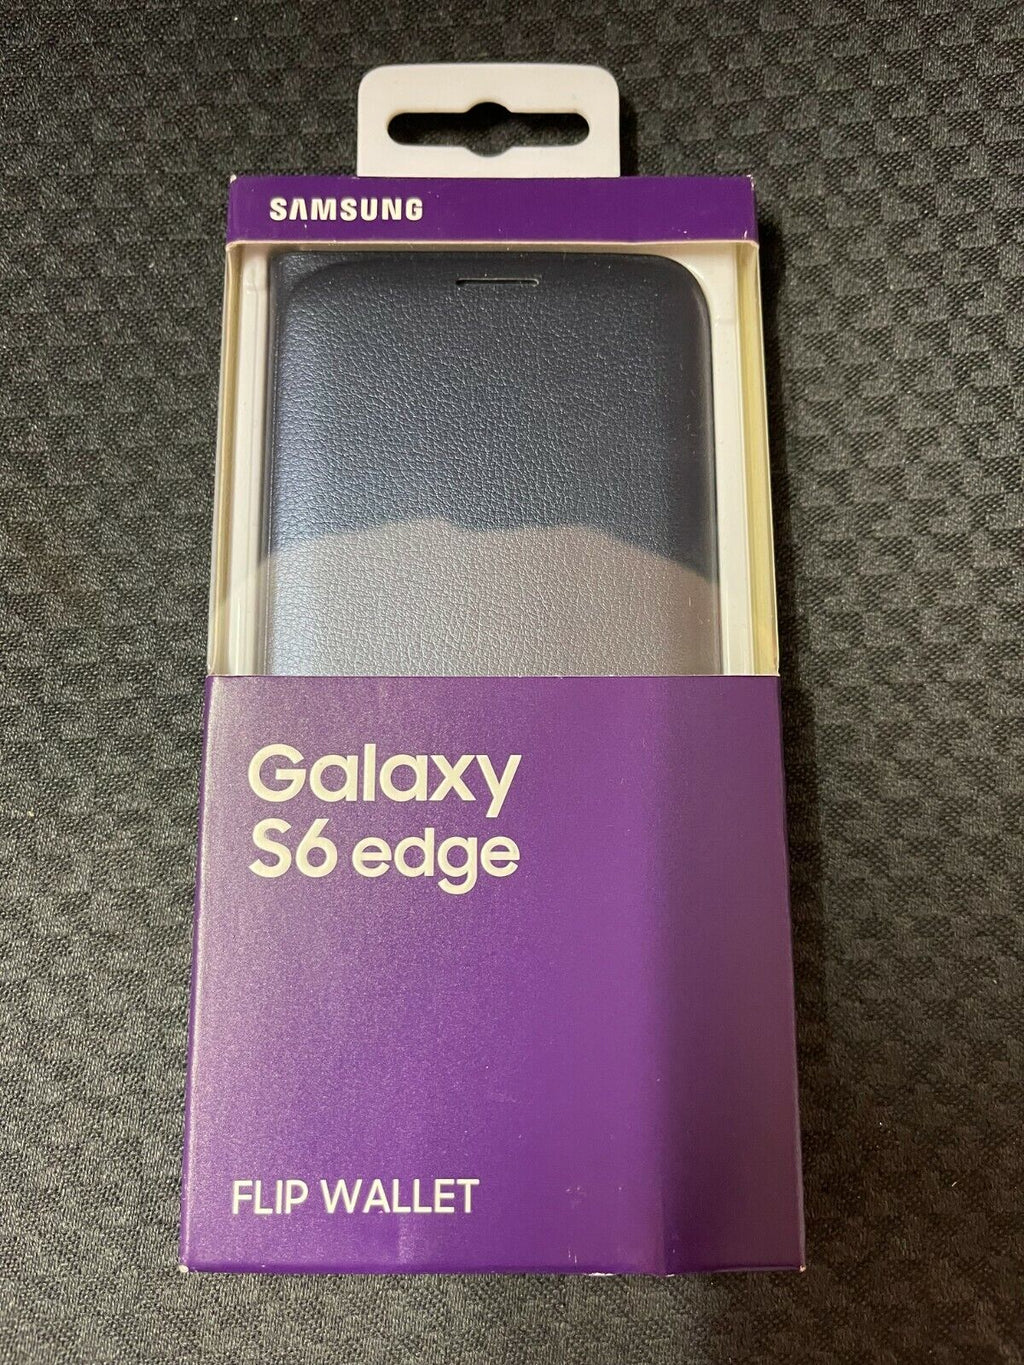 SAMSUNG
Galaxy
S6 edge
FLIP WALLET